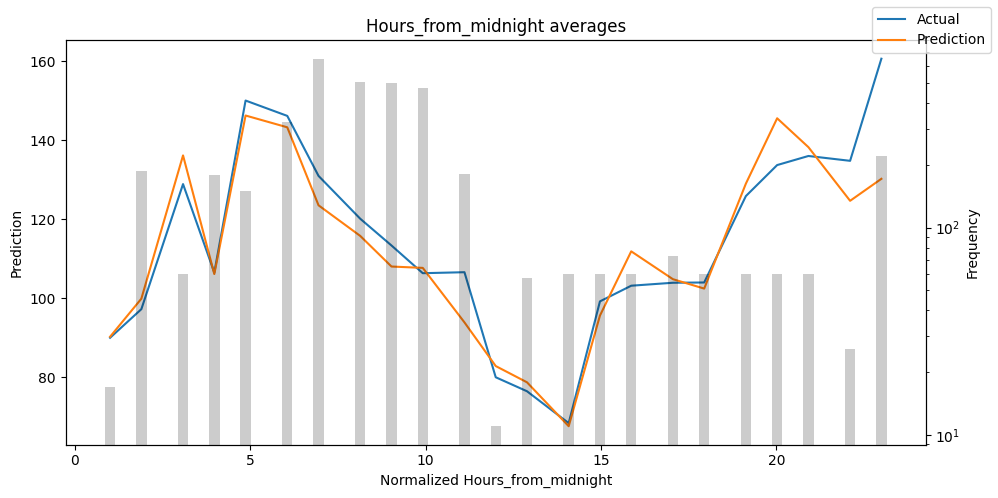 Hours_from_midnight averages
Actual
Prediction
160
140
120
100
80
Prediction
10²
10¹
Frequency
0 5 10 15 20
Normalized Hours_from_midnight